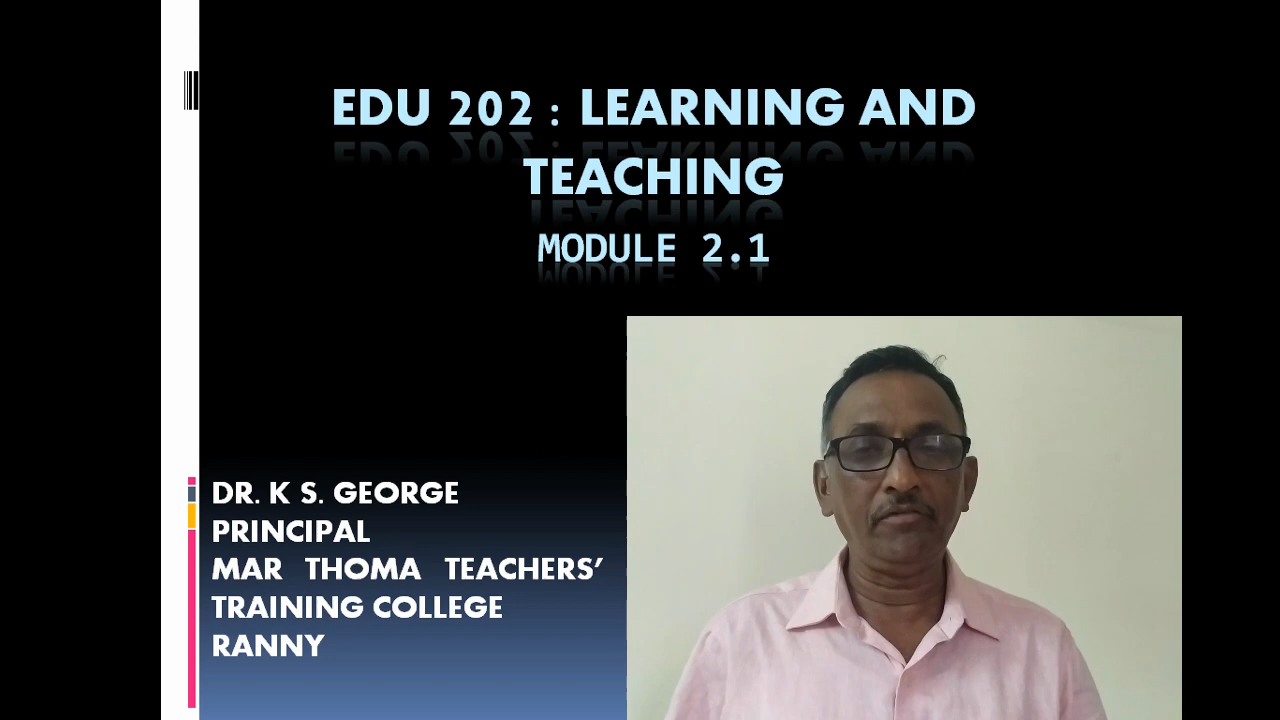 EDU 202 : LEARNING AND
TEACHING
MODULE 2.1
DR. K S. GEORGE
PRINCIPAL
MAR THOMA TEACHERS’
TRAINING COLLEGE
RANNY